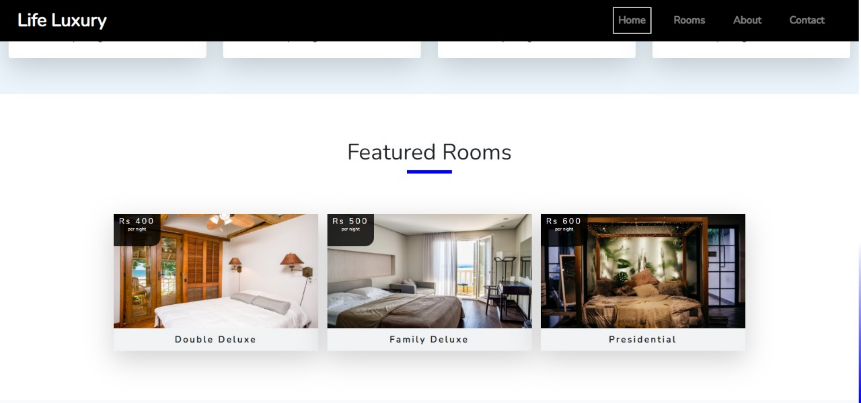 Life Luxury
Home Rooms About Contact
Featured Rooms
Rs 400
per night
Rs 500
per night
Rs 600
per night
Double Deluxe
Family Deluxe
Presidential